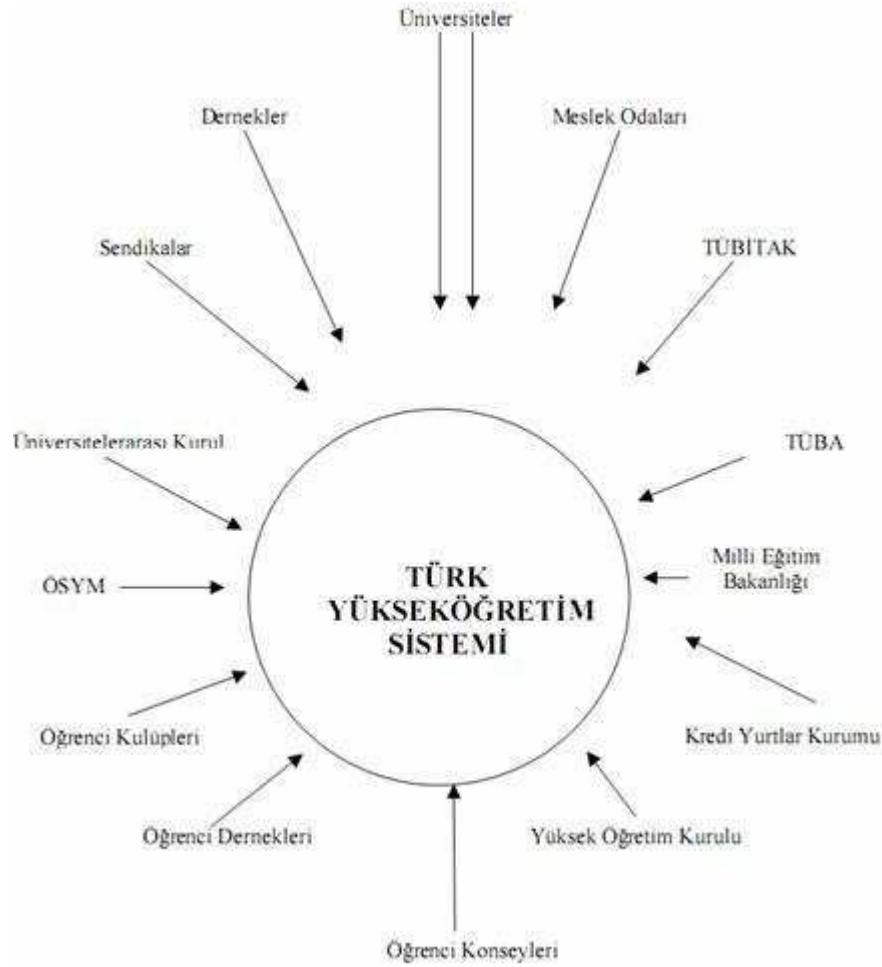 Üniversiteler
Dernekler
Meslek Odaları
Sendikalar
TÜBİTAK
Üniversitelerarası Kurul
TÜBA
ÖSYM
TÜRK
YÜKSEKÖĞRETİM
SİSTEMİ
Milli Eğitim
Bakanlığı
Öğrenci Kulüpleri
Kredi Yurtlar Kurumu
Öğrenci Dernekleri
Yüksek Öğretim Kurulu
Öğrenci Konseyleri